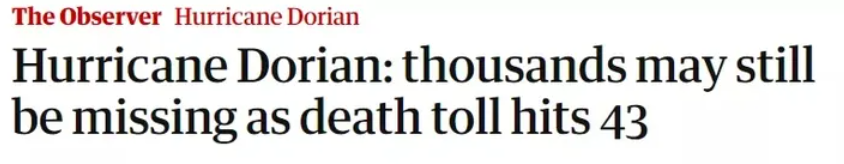 The Observer Hurricane Dorian
Hurricane Dorian: thousands may still
be missing as death toll hits 43